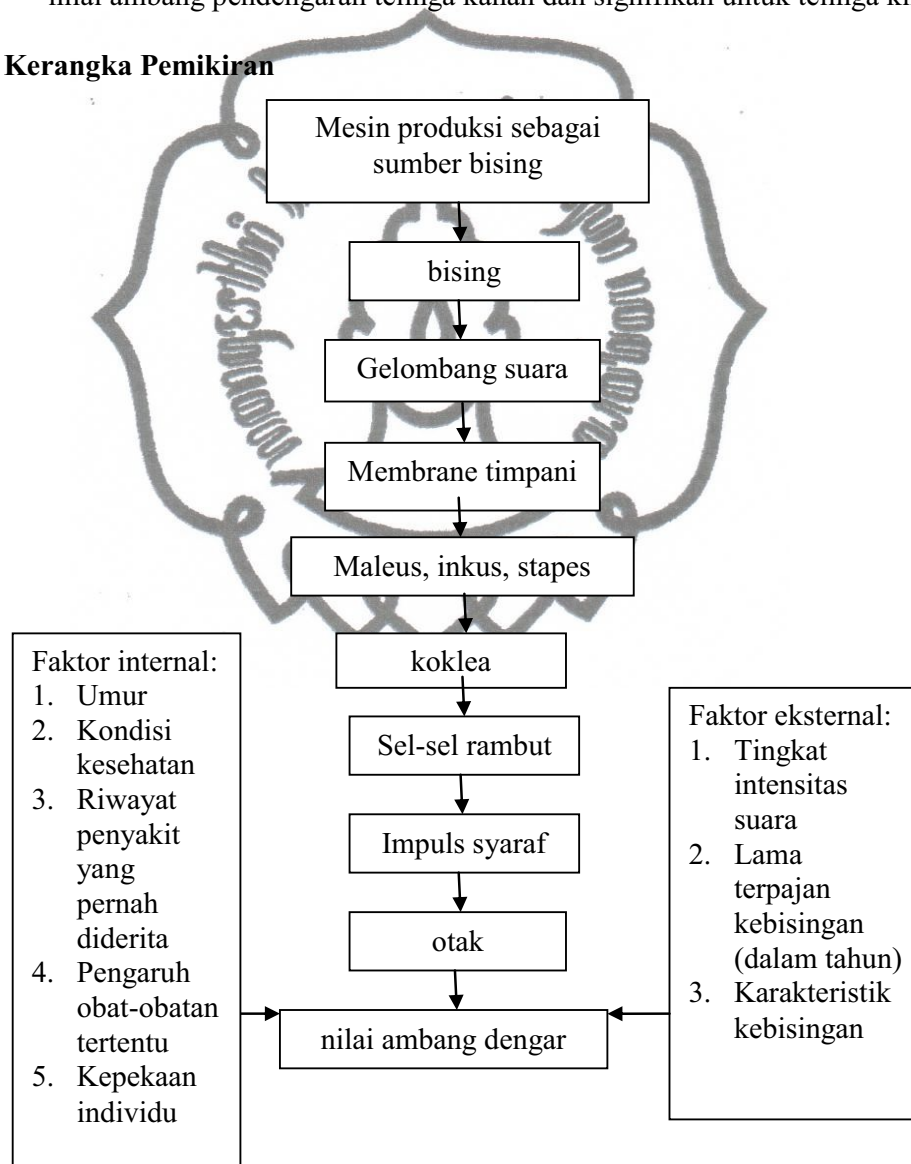 nilai ambang pendengaran telinga kanan dan signifikan untuk telinga
Kerangka Pemikiran
Mesin produksi sebagai
sumber bising
bising
Gelombang suara
Membrane timpani
Maleus, inkus, stapes
koklea
Sel-sel rambut
Impuls syaraf
otak
nilai ambang dengar
Faktor internal:
1. Umur
2. Kondisi
kesehatan
3. Riwayat
penyakit
yang
pernah
diderita
4. Pengaruh
obat-obatan
tertentu
5. Kepekaan
individu
Faktor eksternal:
1. Tingkat
intensitas
suara
2. Lama
terpajan
kebisingan
(dalam tahun)
3. Karakteristik
kebisingan